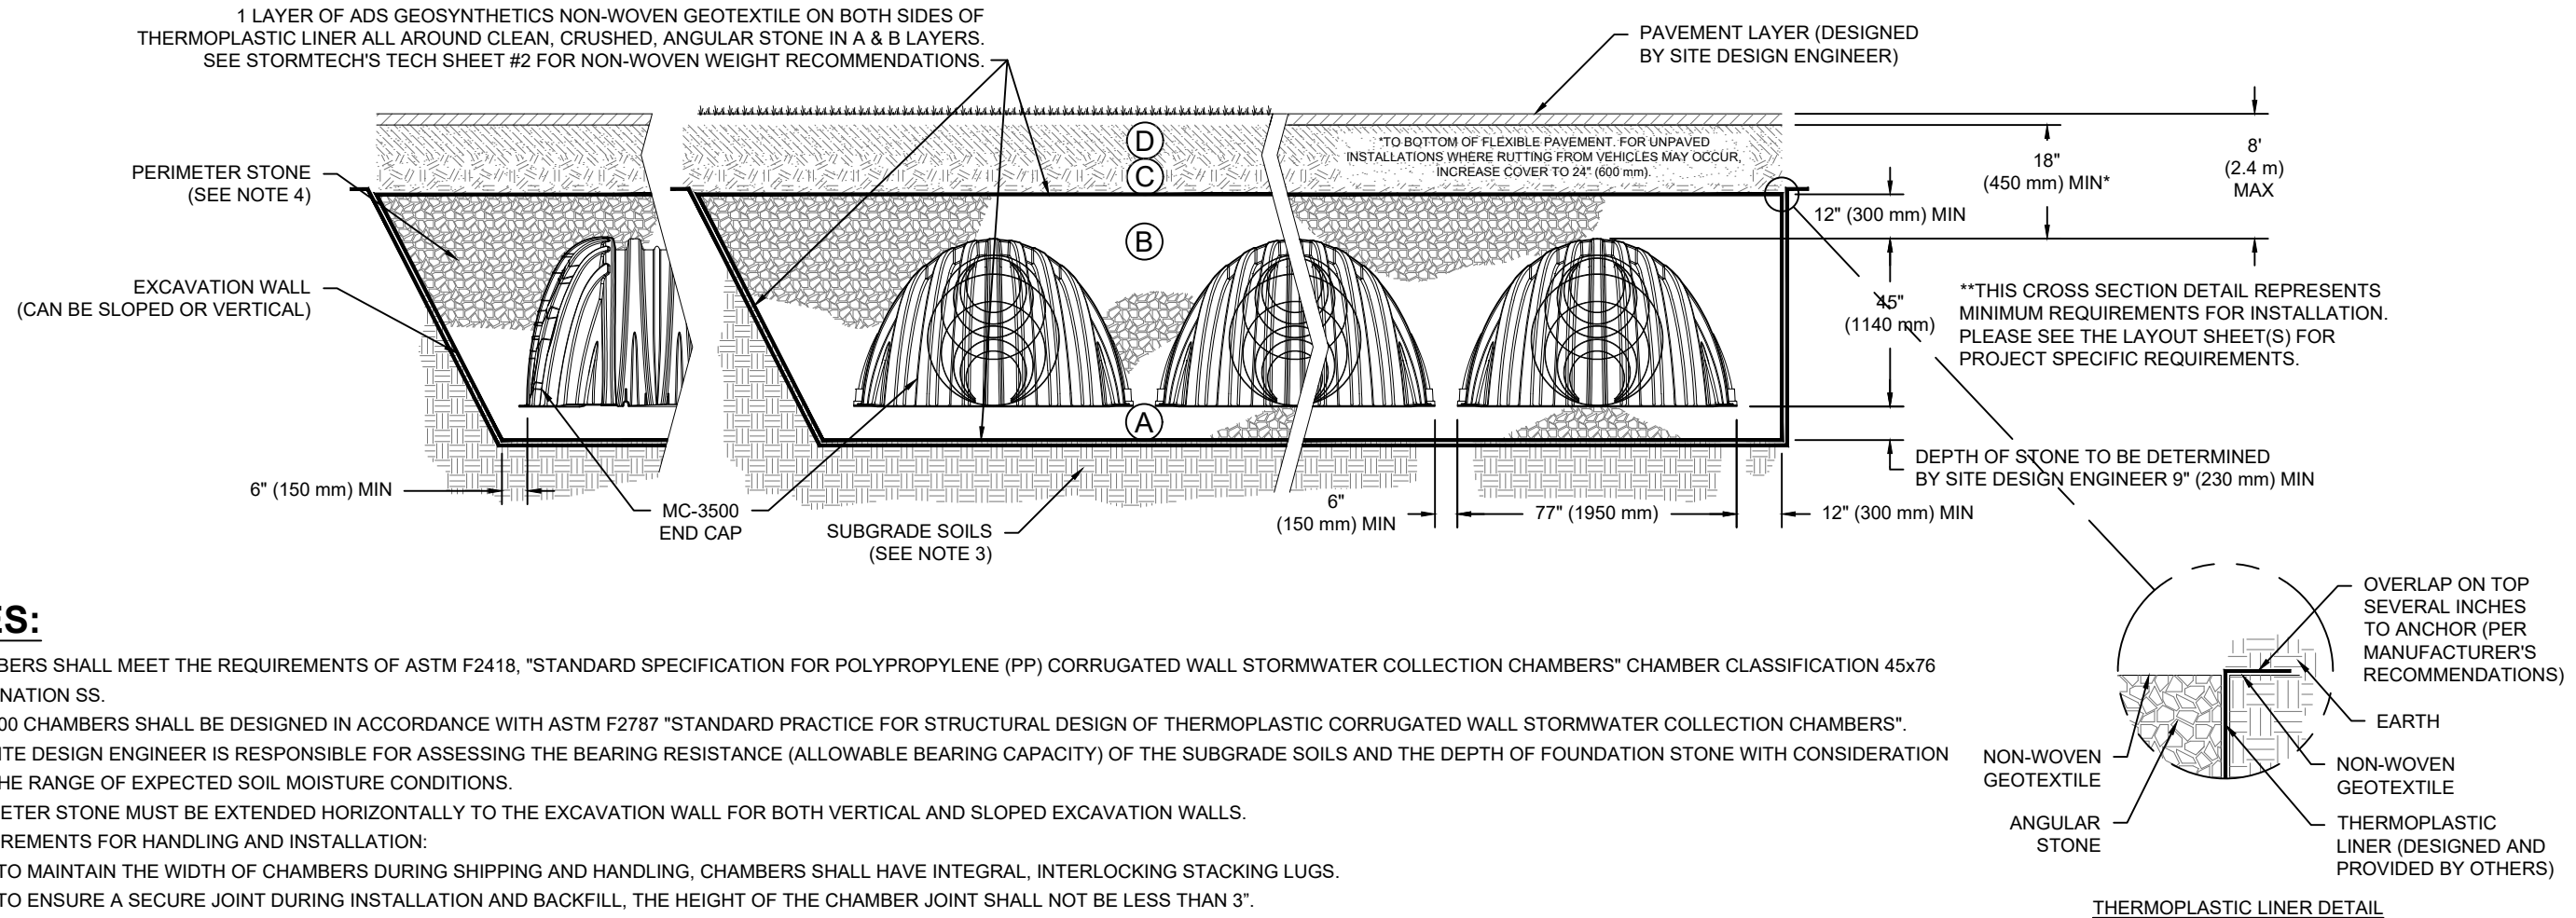 1 LAYER OF ADS GEOSYNTHETICS NON-WOVEN GEOTEXTILE ON BOTH SIDES OF
THERMOPLASTIC LINER ALL AROUND CLEAN, CRUSHED, ANGULAR STONE IN A & B LAYERS.
SEE STORMTECH'S TECH SHEET #2 FOR NON-WOVEN WEIGHT RECOMMENDATIONS.
PAVEMENT LAYER (DESIGNED
BY SITE DESIGN ENGINEER)
PERIMETER STONE
(SEE NOTE 4)
EXCAVATION WALL
(CAN BE SLOPED OR VERTICAL)
D
C
B
A
*TO BOTTOM OF FLEXIBLE PAVEMENT. FOR UNPAVED
INSTALLATIONS WHERE RUTTING FROM VEHICLES MAY OCCUR,
INCREASE COVER TO 24" (600 mm).
18"
(450 mm) MIN*
8'
(2.4 m)
MAX
12" (300 mm) MIN
45"
(1140 mm)
**THIS CROSS SECTION DETAIL REPRESENTS
MINIMUM REQUIREMENTS FOR INSTALLATION.
PLEASE SEE THE LAYOUT SHEET(S) FOR
PROJECT SPECIFIC REQUIREMENTS.
DEPTH OF STONE TO BE DETERMINED
BY SITE DESIGN ENGINEER 9" (230 mm) MIN
6" (150 mm) MIN
MC-3500
END CAP
SUBGRADE SOILS
(SEE NOTE 3)
6"
(150 mm) MIN
77" (1950 mm)
12" (300 mm) MIN
ES:
BERS SHALL MEET THE REQUIREMENTS OF ASTM F2418, "STANDARD SPECIFICATION FOR POLYPROPYLENE (PP) CORRUGATED WALL STORMWATER COLLECTION CHAMBERS" CHAMBER CLASSIFICATION 45x76
NATION SS.
00 CHAMBERS SHALL BE DESIGNED IN ACCORDANCE WITH ASTM F2787 "STANDARD PRACTICE FOR STRUCTURAL DESIGN OF THERMOPLASTIC CORRUGATED WALL STORMWATER COLLECTION CHAMBERS".
ITE DESIGN ENGINEER IS RESPONSIBLE FOR ASSESSING THE BEARING RESISTANCE (ALLOWABLE BEARING CAPACITY) OF THE SUBGRADE SOILS AND THE DEPTH OF FOUNDATION STONE WITH CONSIDERATION
HE RANGE OF EXPECTED SOIL MOISTURE CONDITIONS.
METER STONE MUST BE EXTENDED HORIZONTALLY TO THE EXCAVATION WALL FOR BOTH VERTICAL AND SLOPED EXCAVATION WALLS.
REMENTS FOR HANDLING AND INSTALLATION:
TO MAINTAIN THE WIDTH OF CHAMBERS DURING SHIPPING AND HANDLING, CHAMBERS SHALL HAVE INTEGRAL, INTERLOCKING STACKING LUGS.
TO ENSURE A SECURE JOINT DURING INSTALLATION AND BACKFILL, THE HEIGHT OF THE CHAMBER JOINT SHALL NOT BE LESS THAN 3”.
OVERLAP ON TOP
SEVERAL INCHES
TO ANCHOR (PER
MANUFACTURER'S
RECOMMENDATIONS)
EARTH
NON-WOVEN
GEOTEXTILE
NON-WOVEN
GEOTEXTILE
ANGULAR
STONE
THERMOPLASTIC
LINER (DESIGNED AND
PROVIDED BY OTHERS)
THERMOPLASTIC LINER DETAIL